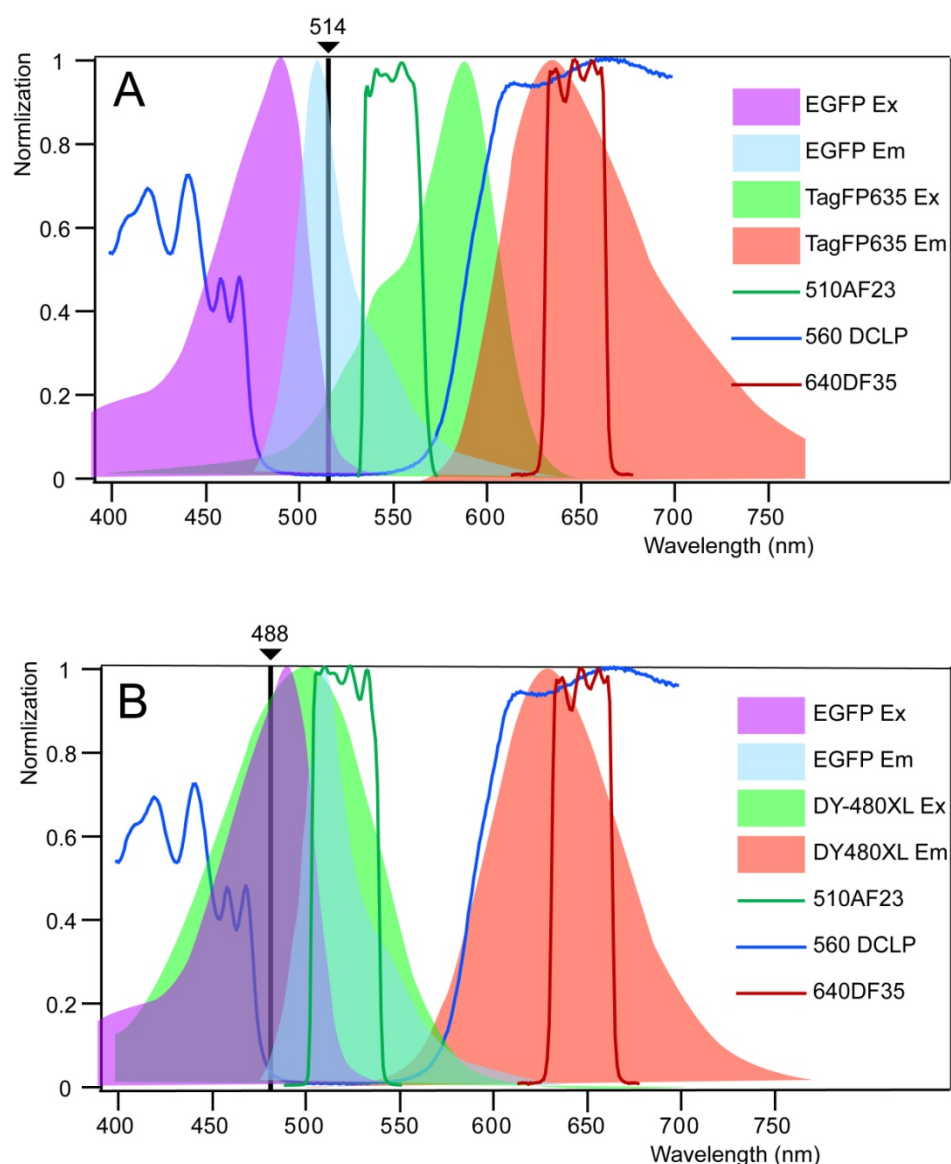 514
A
Normlization
1
0.8
0.6
0.4
0.2
0
EGFP Ex
EGFP Em
TagFP635 Ex
TagFP635 Em
510AF23
560 DCLP
640DF35
400 450 500 550 600 650 700 750
Wavelength (nm)
488
B
Normlization
1
0.8
0.6
0.4
0.2
0
EGFP Ex
EGFP Em
DY-480XL Ex
DY480XL Em
510AF23
560 DCLP
640DF35
400 450 500 550 600 650 700 750
Wavelength (nm)